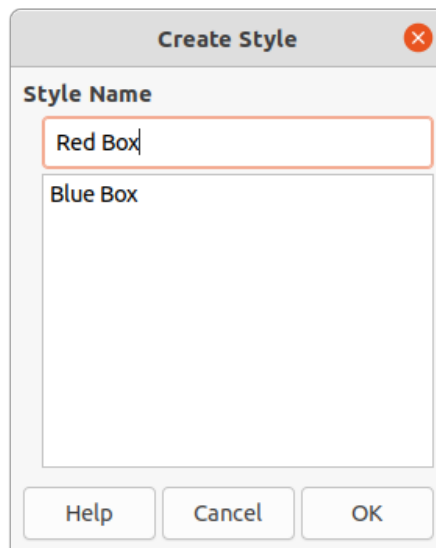 Create Style
Style Name
Red Box
Blue Box
Help Cancel OK